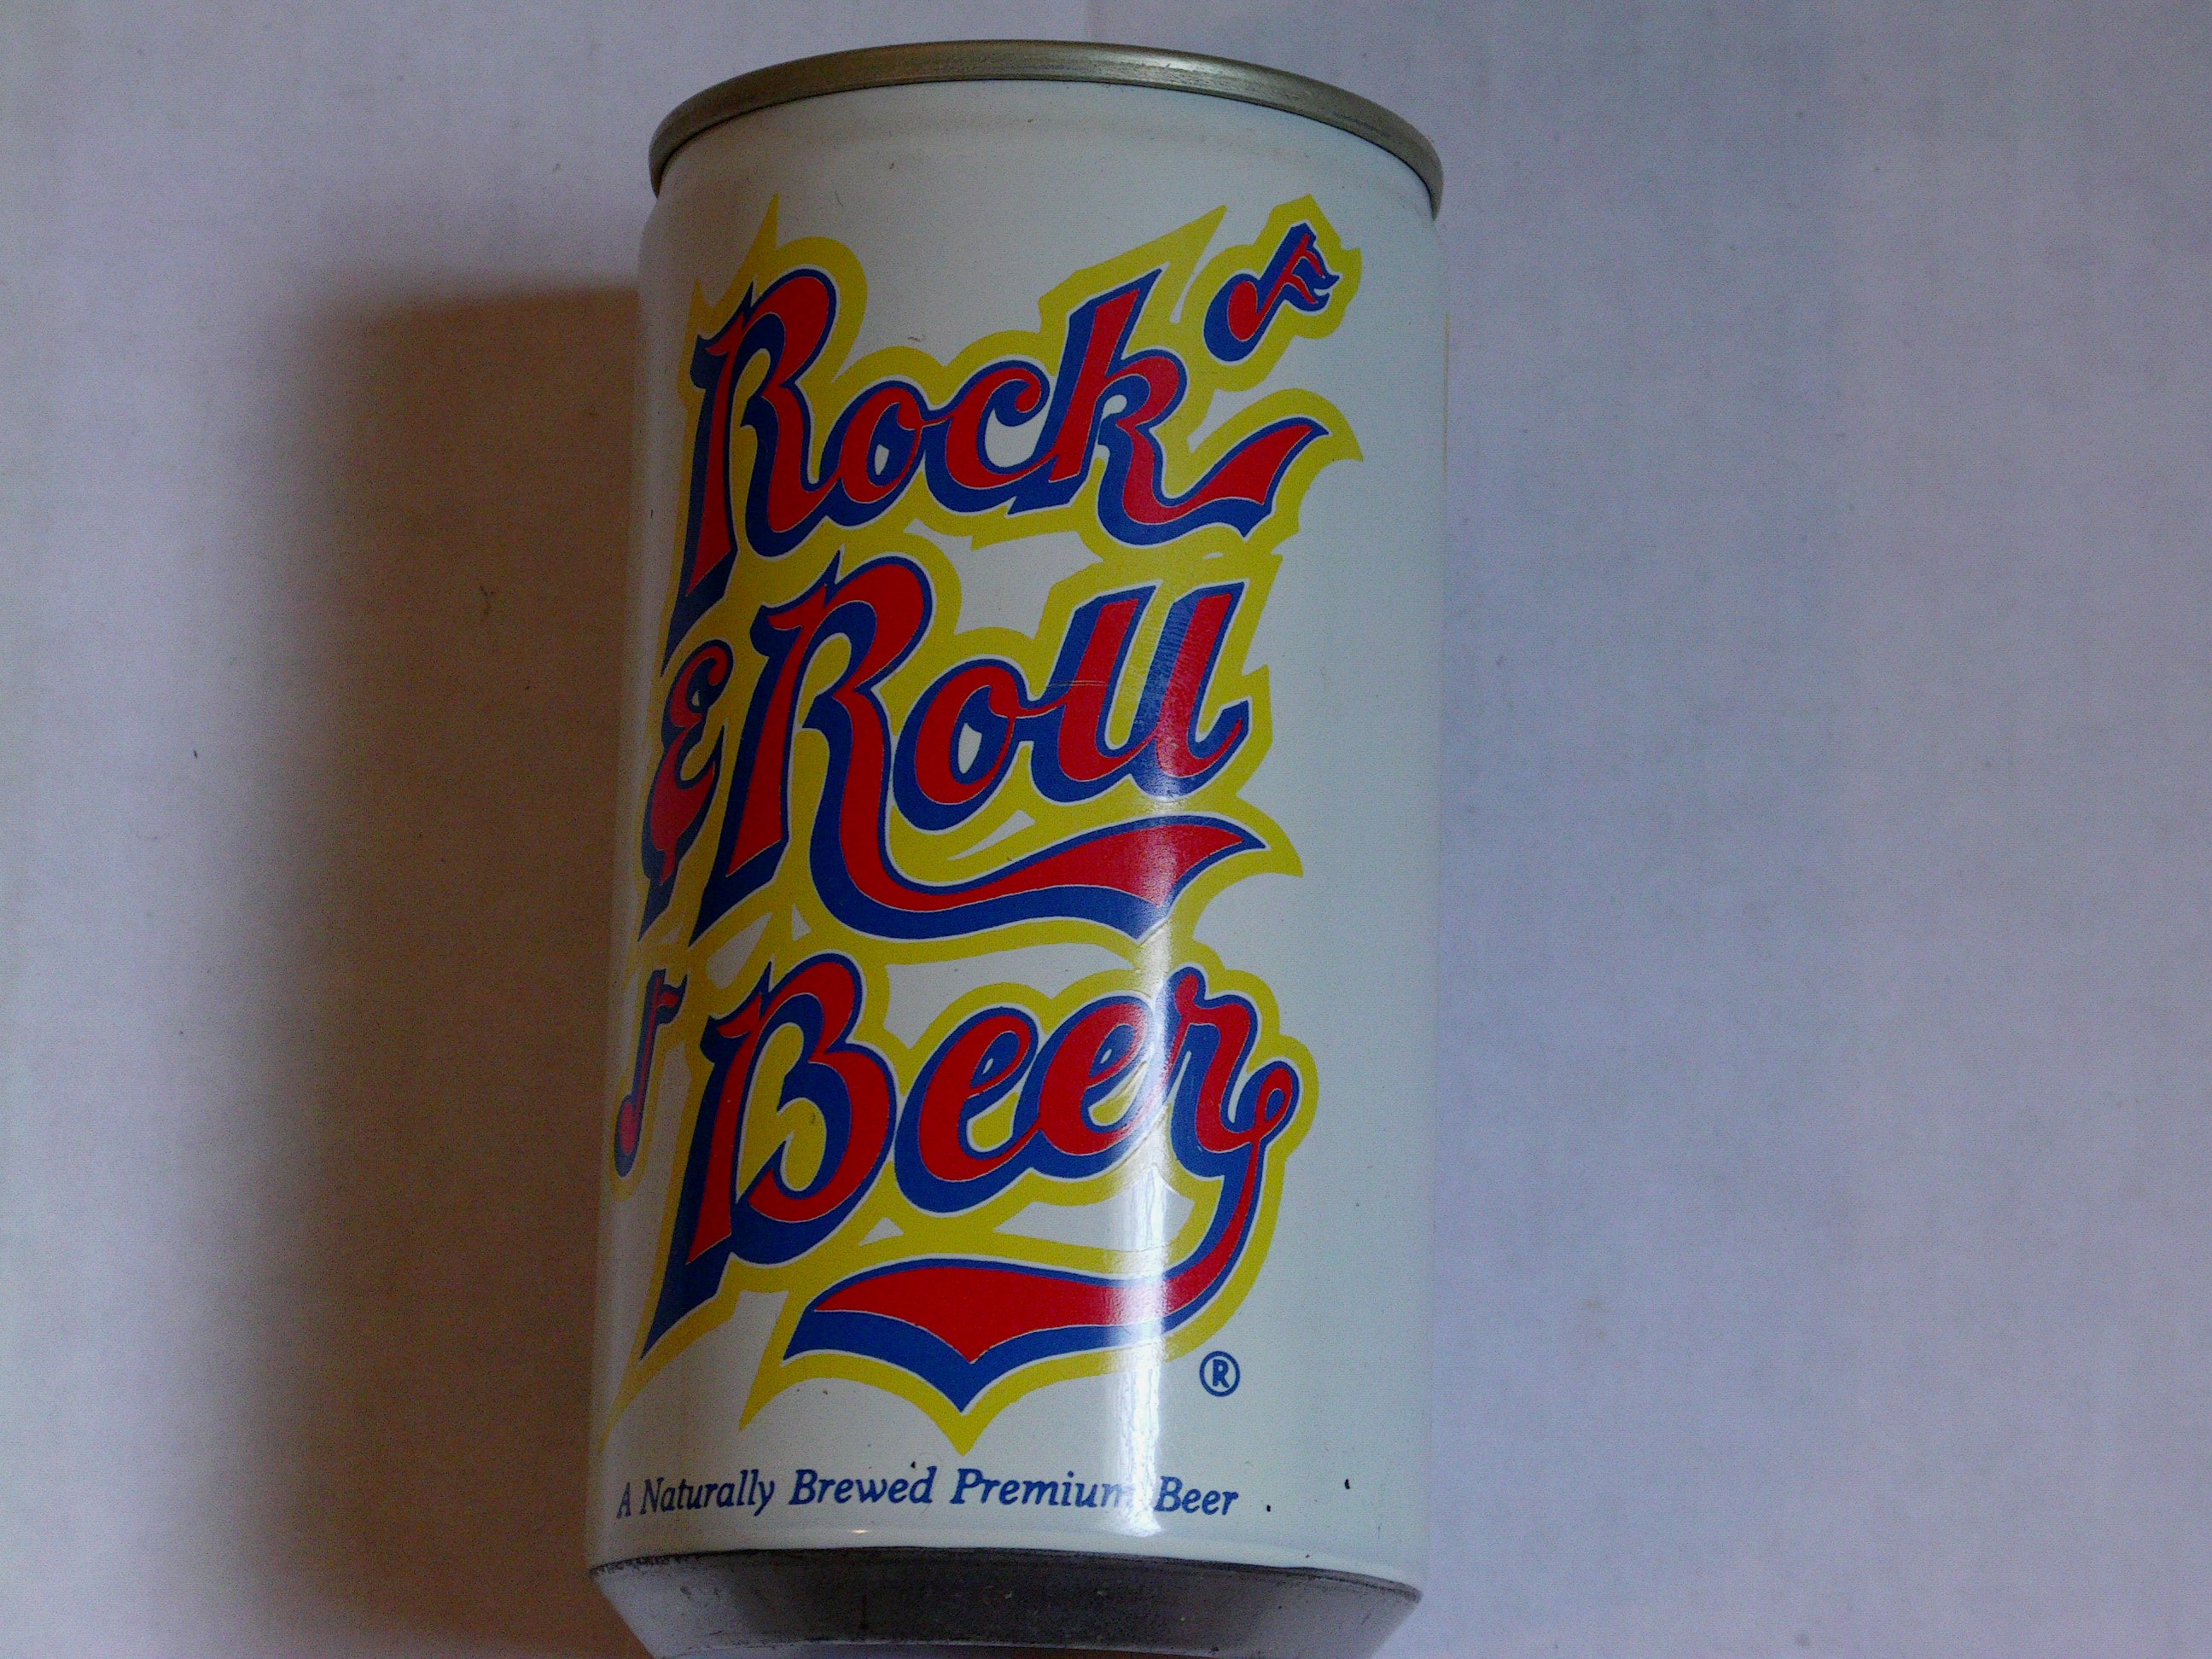 Rock
& Roll
Beer
®
A Naturally Brewed Premium Beer